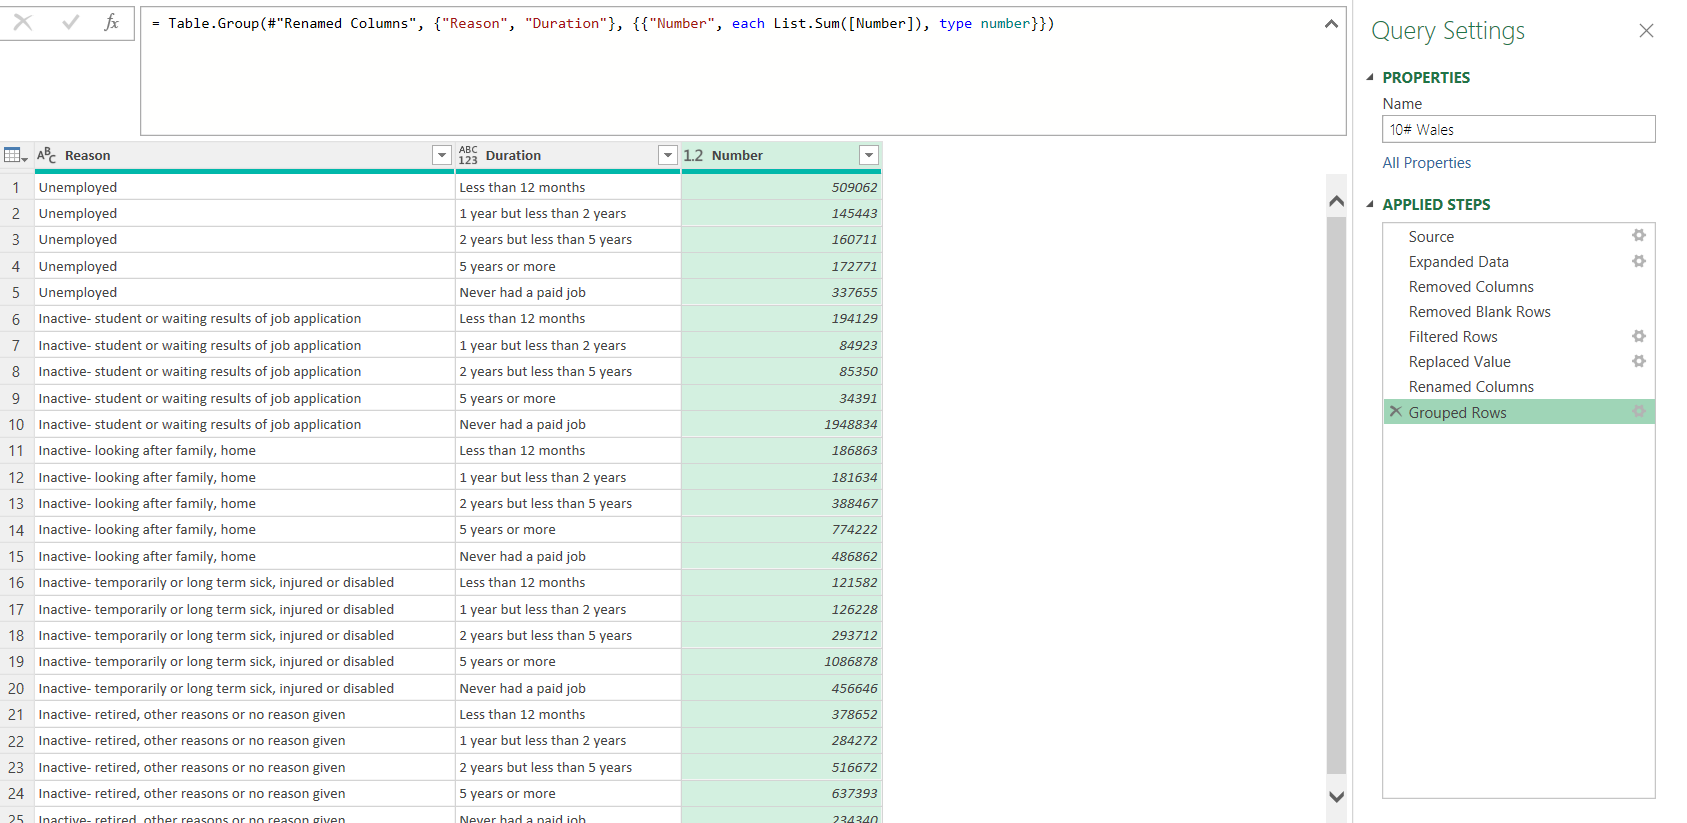 fx
= Table.Group(#"Renamed Columns", {"Reason", "Duration"}, {{"Number", each List.Sum([Number]), type number}})
ABC Reason ABC 123 Duration 1.2 Number
1 Unemployed Less than 12 months 509062
2 Unemployed 1 year but less than 2 years 145443
3 Unemployed 2 years but less than 5 years 160711
4 Unemployed 5 years or more 172771
5 Unemployed Never had a paid job 337655
6 Inactive- student or waiting results of job application Less than 12 months 194129
7 Inactive- student or waiting results of job application 1 year but less than 2 years 84923
8 Inactive- student or waiting results of job application 2 years but less than 5 years 85350
9 Inactive- student or waiting results of job application 5 years or more 34391
10 Inactive- student or waiting results of job application Never had a paid job 1948834
11 Inactive- looking after family, home Less than 12 months 186863
12 Inactive- looking after family, home 1 year but less than 2 years 181634
13 Inactive- looking after family, home 2 years but less than 5 years 388467
14 Inactive- looking after family, home 5 years or more 774222
15 Inactive- looking after family, home Never had a paid job 486862
16 Inactive- temporarily or long term sick, injured or disabled Less than 12 months 121582
17 Inactive- temporarily or long term sick, injured or disabled 1 year but less than 2 years 126228
18 Inactive- temporarily or long term sick, injured or disabled 2 years but less than 5 years 293712
19 Inactive- temporarily or long term sick, injured or disabled 5 years or more 1086878
20 Inactive- temporarily or long term sick, injured or disabled Never had a paid job 456646
21 Inactive- retired, other reasons or no reason given Less than 12 months 378652
22 Inactive- retired, other reasons or no reason given 1 year but less than 2 years 284272
23 Inactive- retired, other reasons or no reason given 2 years but less than 5 years 516672
24 Inactive- retired, other reasons or no reason given 5 years or more 637393
25 Inactive- retired, other reasons or no reason given Never had a paid job 234340
Query Settings
PROPERTIES
Name
10# Wales
All Properties
APPLIED STEPS
Source
Expanded Data
Removed Columns
Removed Blank Rows
Filtered Rows
Replaced Value
Renamed Columns
Grouped Rows